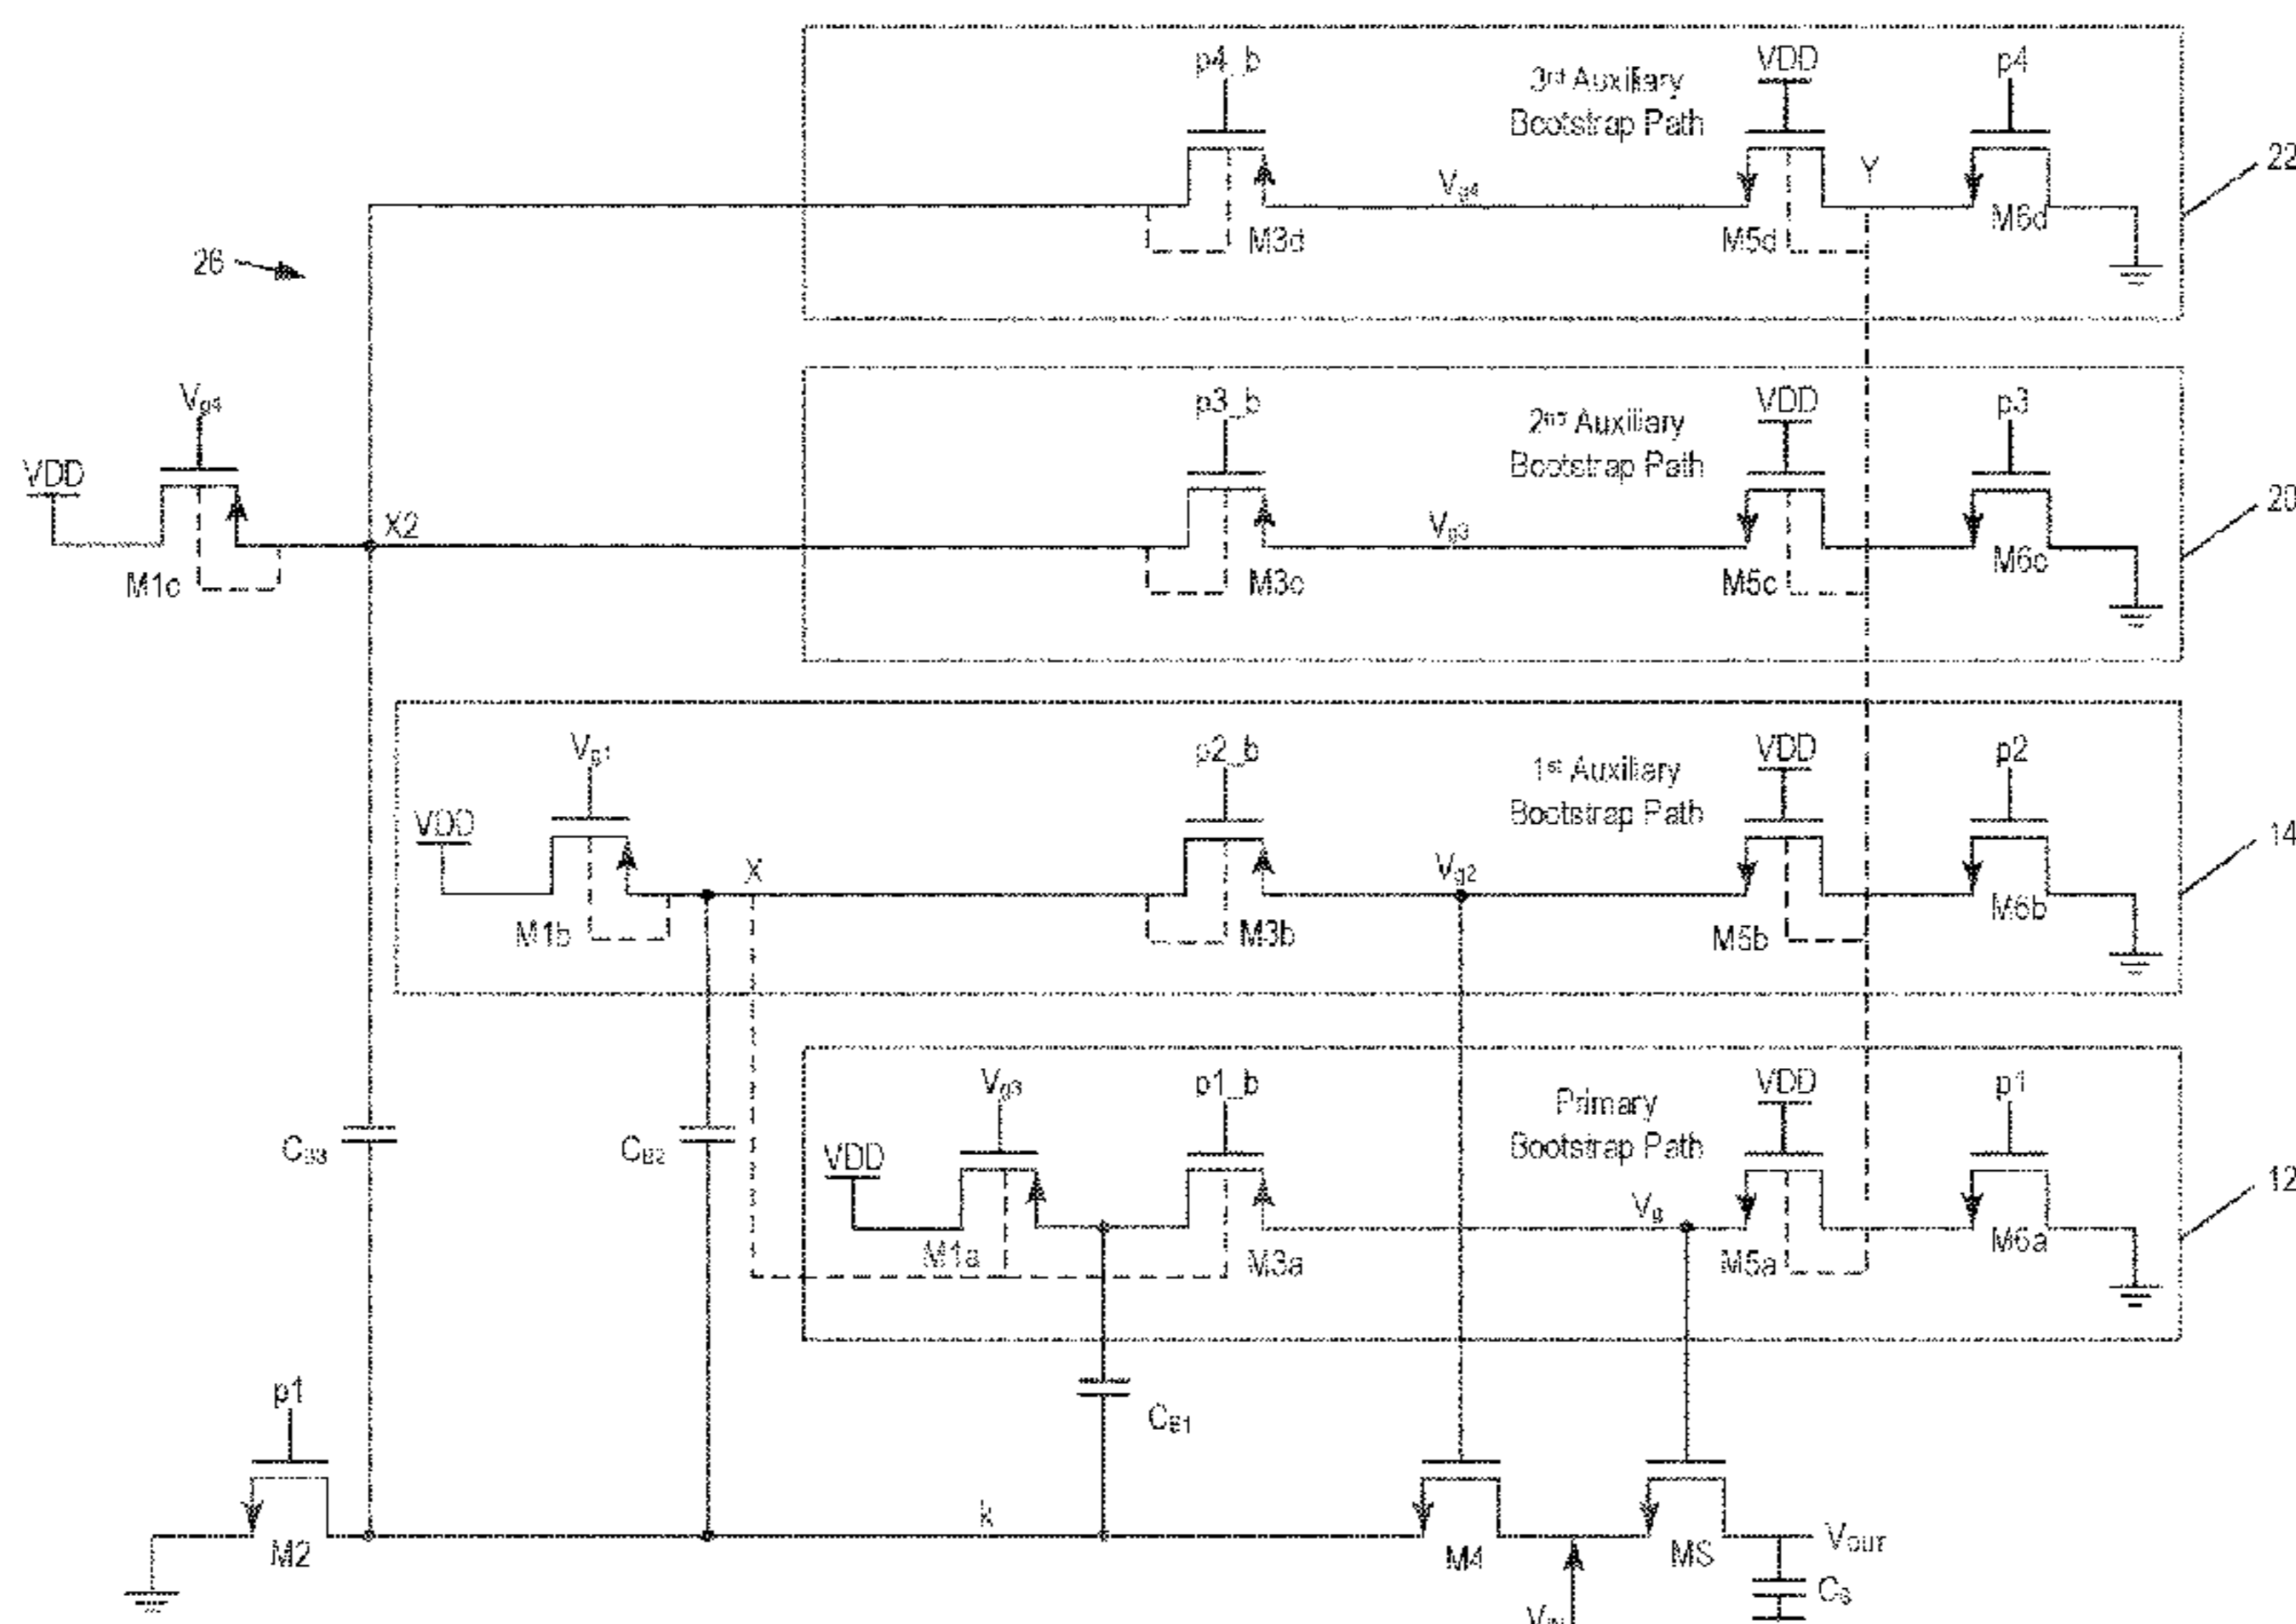 p4_b
3rd Auxiliary
Bootstrap Path
VDD
p4
22
Vg4
Y
M3d
M5d
M6d
26
Vg4
VDD
X2
M1c
p3_b
2nd Auxiliary
Bootstrap Path
VDD
p3
20
Vg3
M3c
M5c
M6c
Vg1
VDD
X
M1b
p2_b
1st Auxiliary
Bootstrap Path
VDD
p2
14
Vg2
M3b
M5b
M6b
CB3
CB2
Vg3
VDD
p1_b
Primary
Bootstrap Path
VDD
p1
12
Vg
M1a
M3a
M5a
M6a
CB1
p1
M2
k
M4
MS
VOUT
CS
VIN